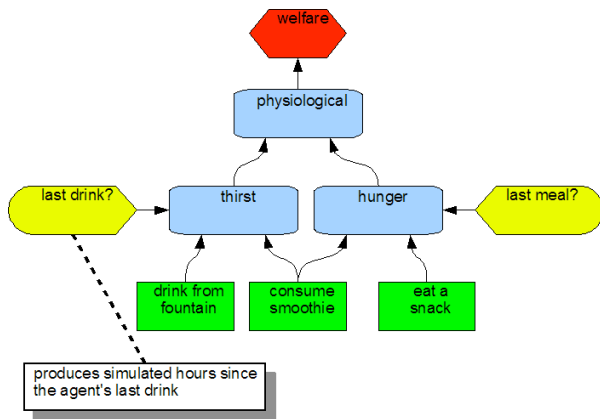 welfare
physiological
last drink?
thirst
hunger
last meal?
drink from
fountain
consume
smoothie
eat a
snack
produces simulated hours since
the agent's last drink